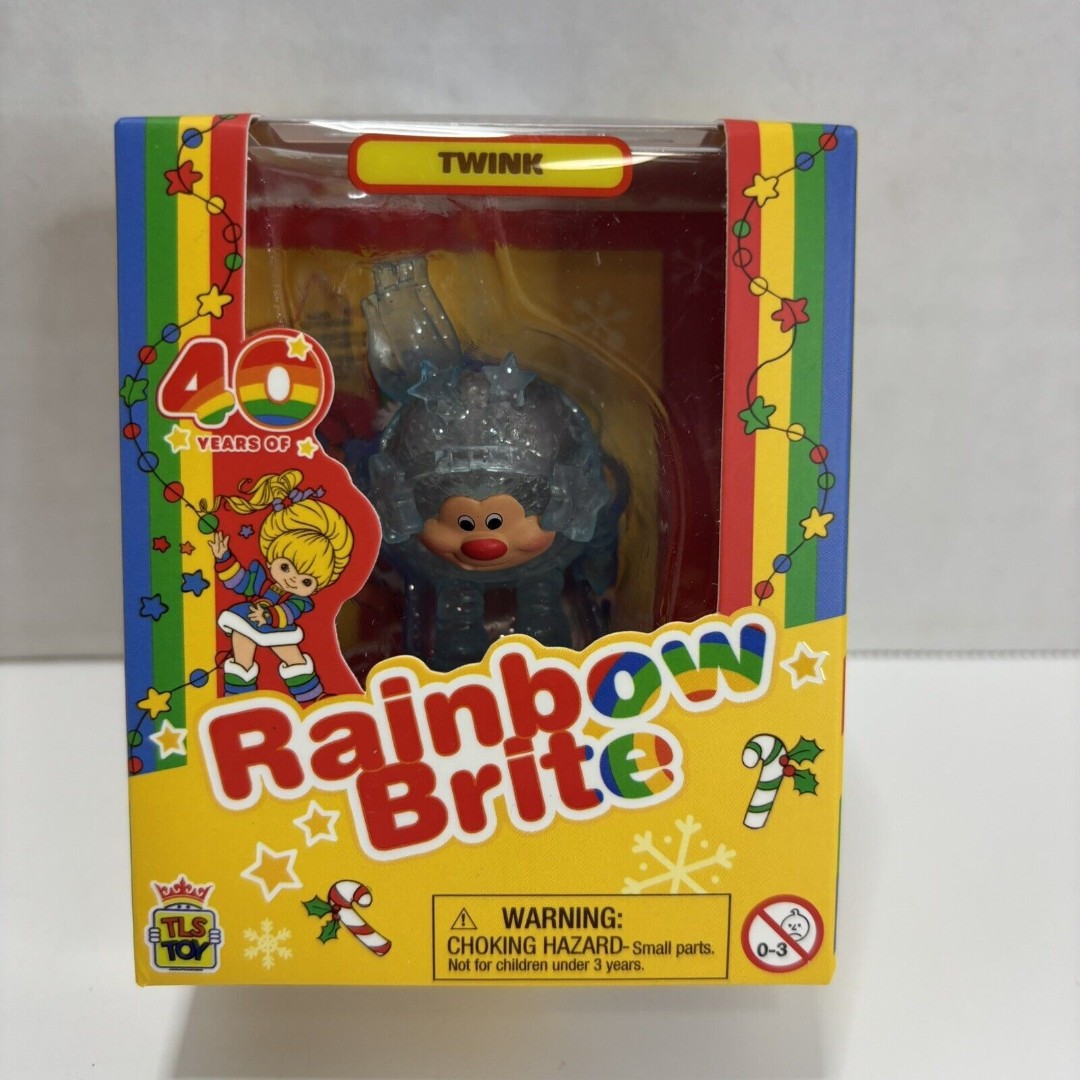 TWINK
40
YEARS OF
Rainbow
Brite
TLS
TOY
WARNING:
CHOKING HAZARD- Small parts.
Not for children under 3 years.
0-3